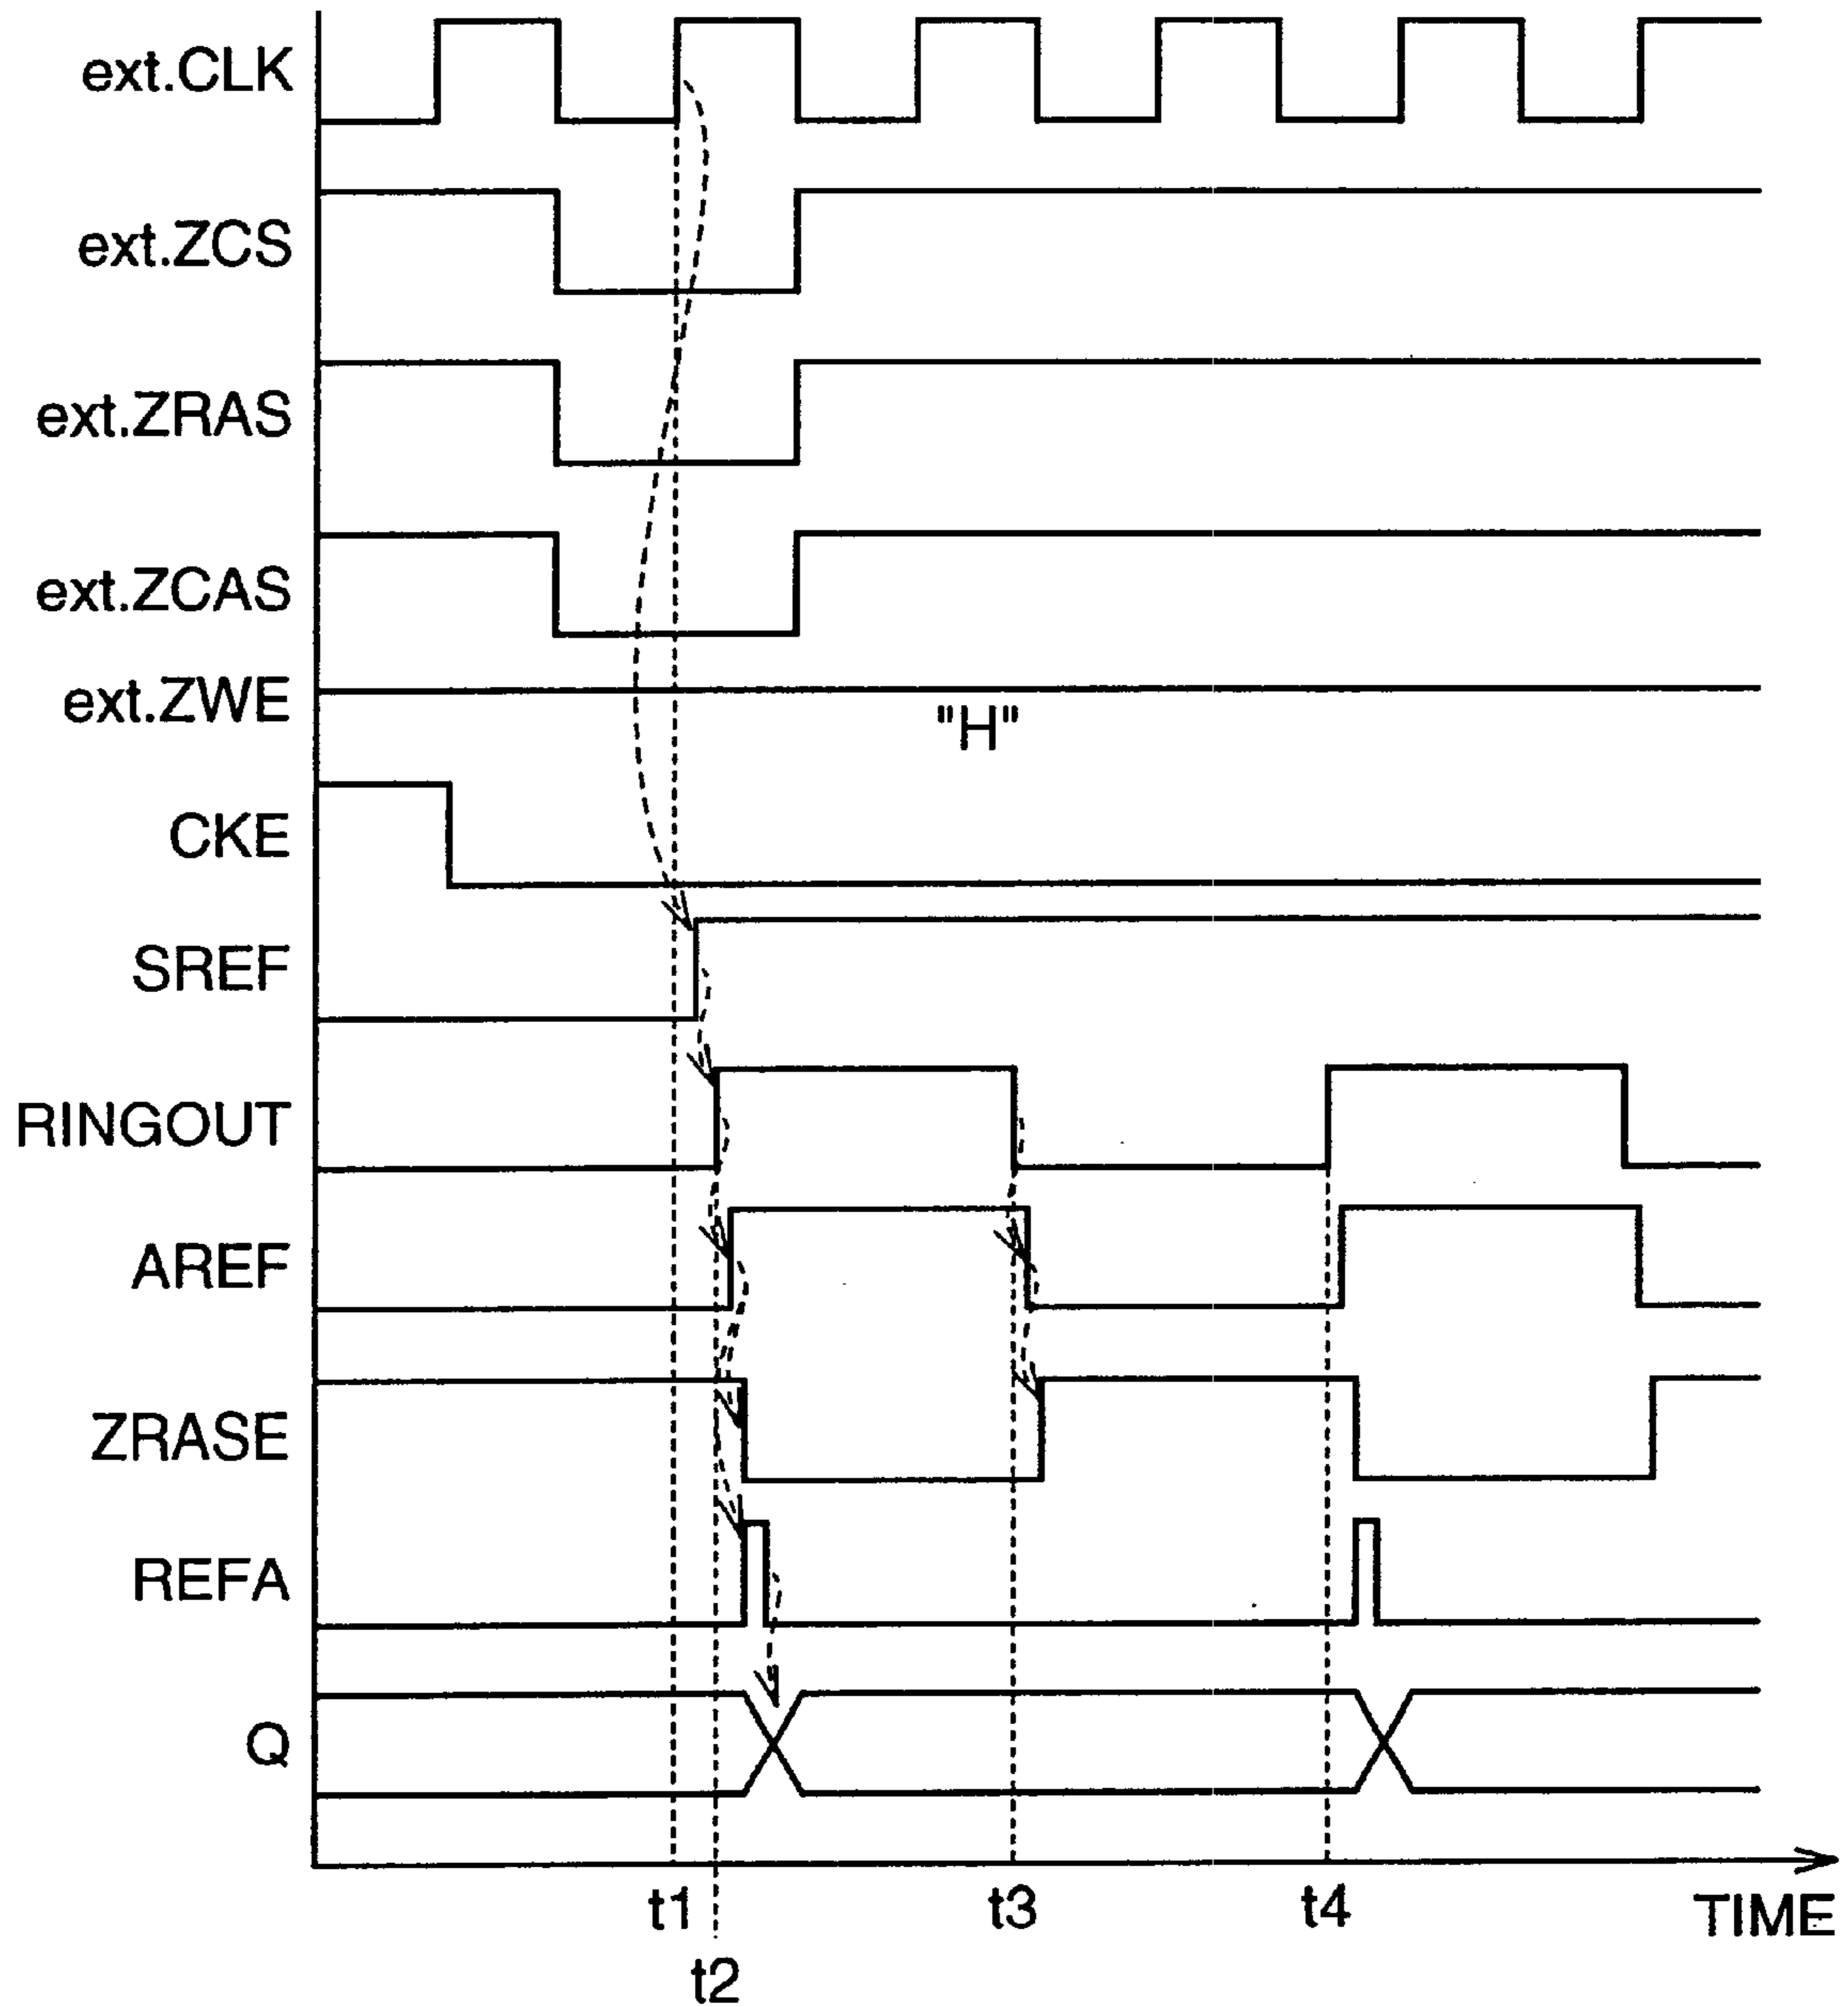 ext.CLK
ext.ZCS
ext.ZRAS
ext.ZCAS
ext.ZWE
"H"
CKE
SREF
RINGOUT
AREF
ZRASE
REFA
Q
t1
t3
t4
TIME
t2